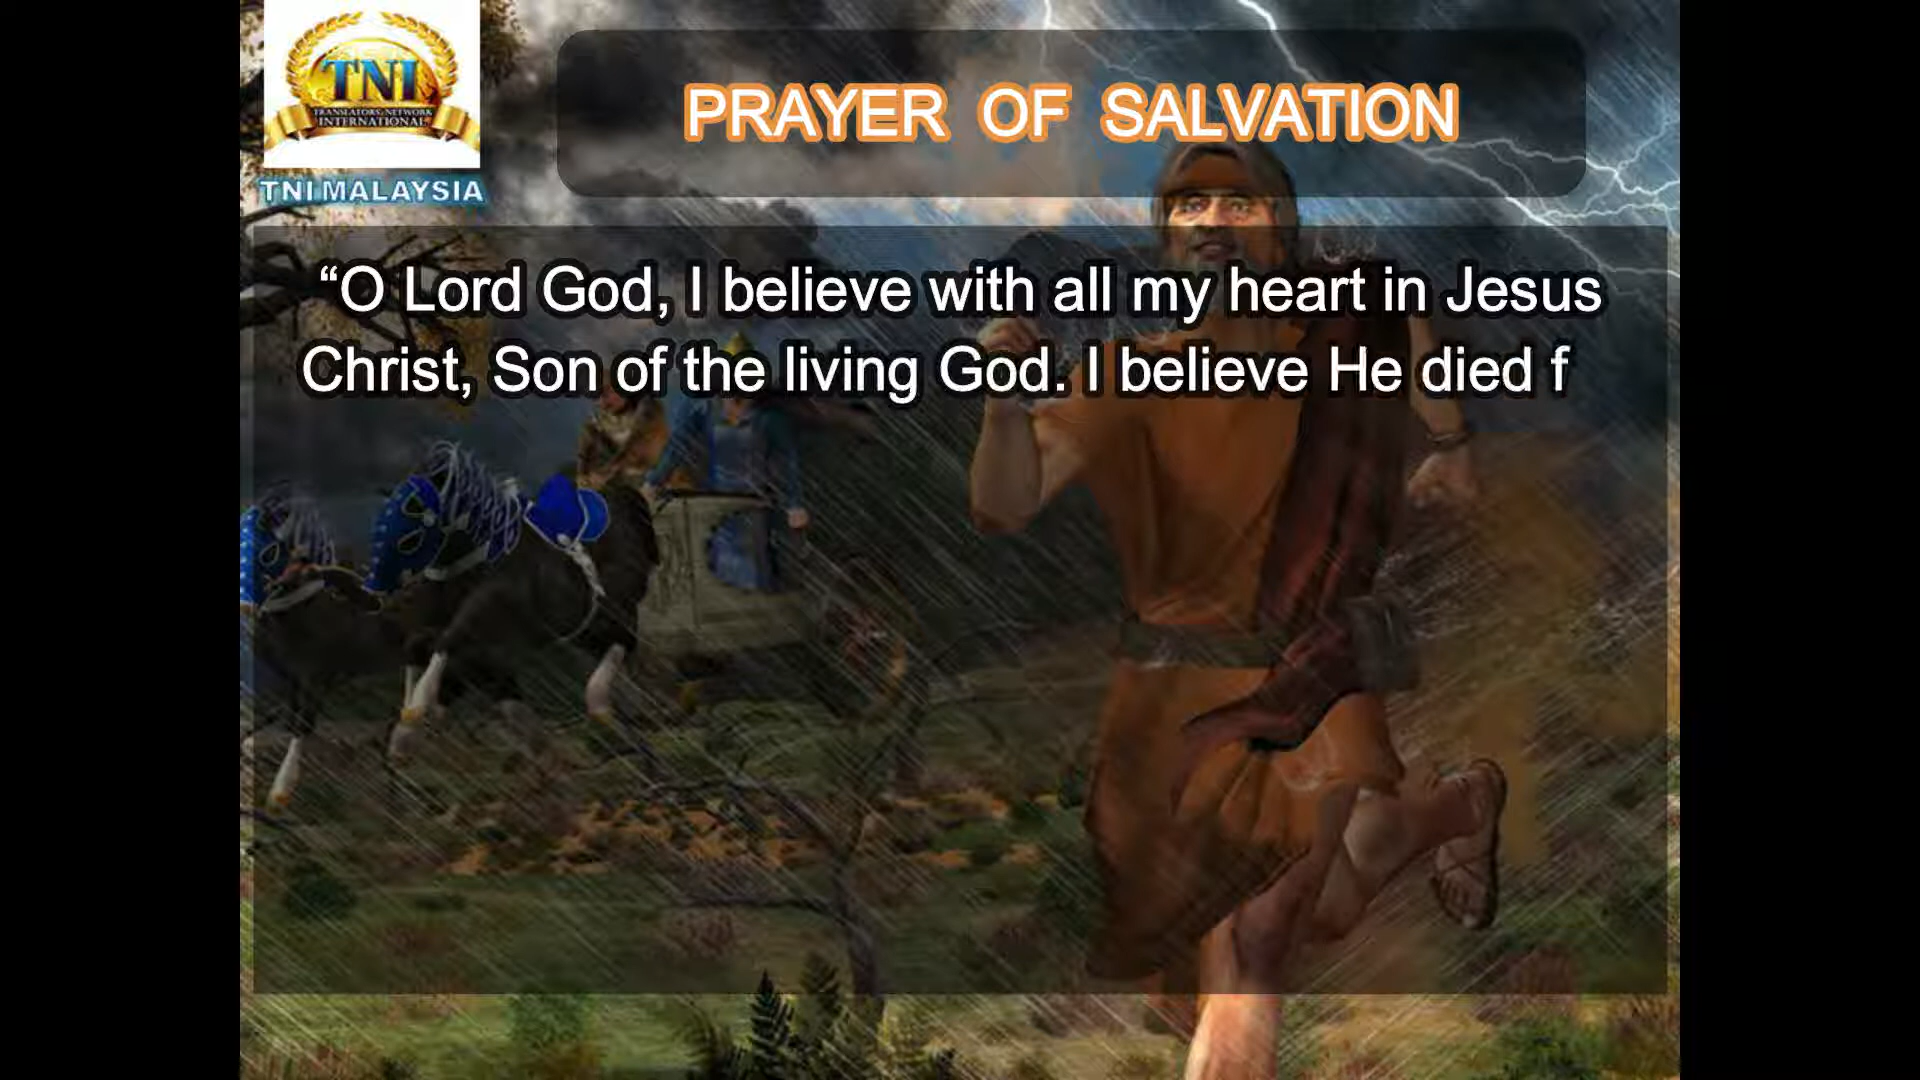 TNI
TRANSLATORS NETWORK
INTERNATIONAL
TNI MALAYSIA
PRAYER OF SALVATION
“O Lord God, I believe with all my heart in Jesus
Christ, Son of the living God. I believe He died f